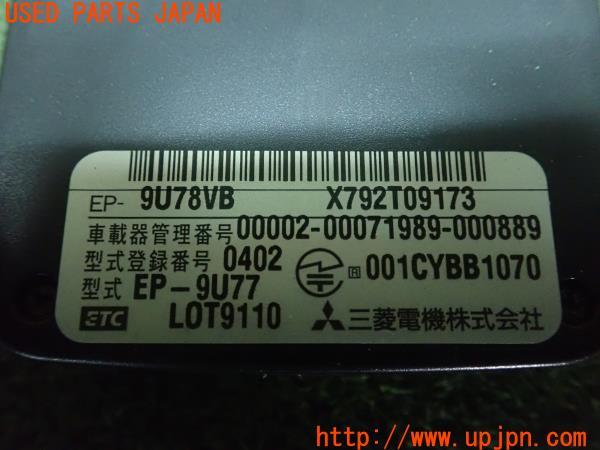 USED PARTS JAPAN
EP- 9U78VB X792T09173
車載器管理番号 00002-00071989-000889
型式登録番号 0402 R 001CYBB1070
型式 EP-9U77
ETC LOT9110 三菱電機株式会社
http://www.upjpn.com/